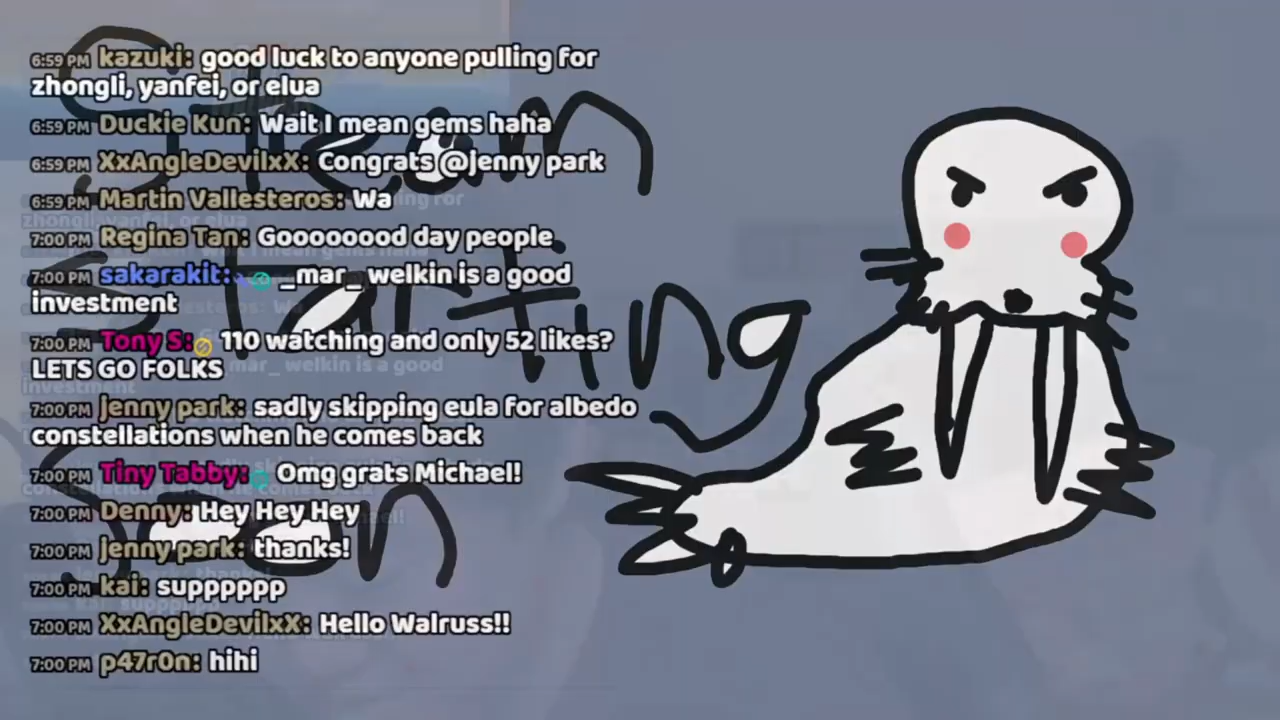 6:59 PM kazuki: good luck to anyone pulling for
zhongli, yanfei, or elua
6:59 PM Duckie Kun: Wait I mean gems haha
6:59 PM XxAngleDevilxX: Congrats @jenny park
6:59 PM Martin Vallesteros: Wa
7:00 PM Regina Tan: Goooooood day people
7:00 PM sakarakit: _mar_ welkin is a good
investment
7:00 PM Tony S: 110 watching and only 52 likes?
LETS GO FOLKS
7:00 PM jenny park: sadly skipping eula for albedo
constellations when he comes back
7:00 PM Tiny Tabby: Omg grats Michael!
7:00 PM Denny: Hey Hey Hey
7:00 PM jenny park: thanks!
7:00 PM kai: supppppp
7:00 PM XxAngleDevilxX: Hello Walruss!!
7:00 PM p47r0n: hihi
Stream
starting
soon